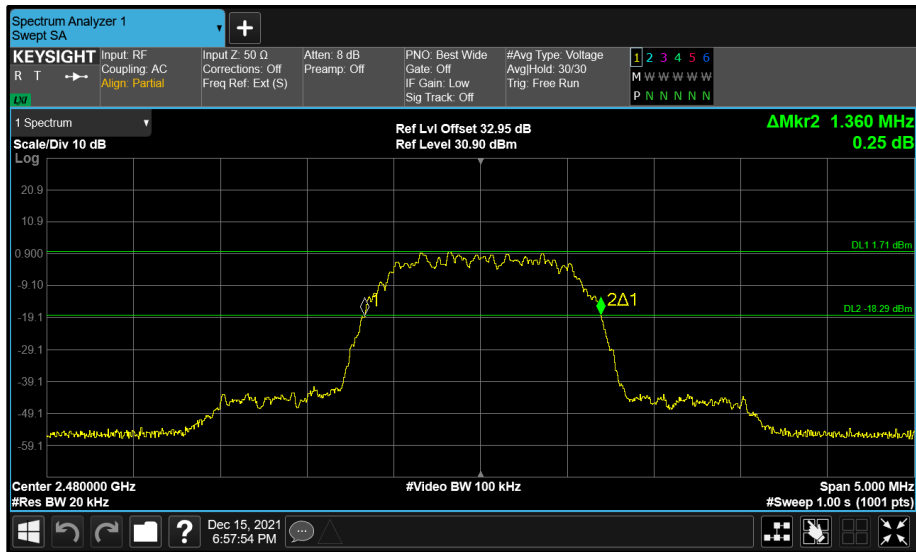 Spectrum Analyzer 1
Swept SA
+
KEYSIGHT
R T
LXI
Input: RF
Coupling: AC
Align: Partial
Input Z: 50 Ω
Corrections: Off
Freq Ref: Ext (S)
Atten: 8 dB
Preamp: Off
PNO: Best Wide
Gate: Off
IF Gain: Low
Sig Track: Off
#Avg Type: Voltage
Avg|Hold: 30/30
Trig: Free Run
1 2 3 4 5 6
M W W W W W
P N N N N N
1 Spectrum
Scale/Div 10 dB
Log
Ref Lvl Offset 32.95 dB
Ref Level 30.90 dBm
ΔMkr2 1.360 MHz
0.25 dB
20.9
10.9
0.900
DL1 1.71 dBm
-9.10
1
2Δ1
DL2 -18.29 dBm
-19.1
-29.1
-39.1
-49.1
-59.1
Center 2.480000 GHz
#Video BW 100 kHz
Span 5.000 MHz
#Res BW 20 kHz
#Sweep 1.00 s (1001 pts)
?
Dec 15, 2021
6:57:54 PM